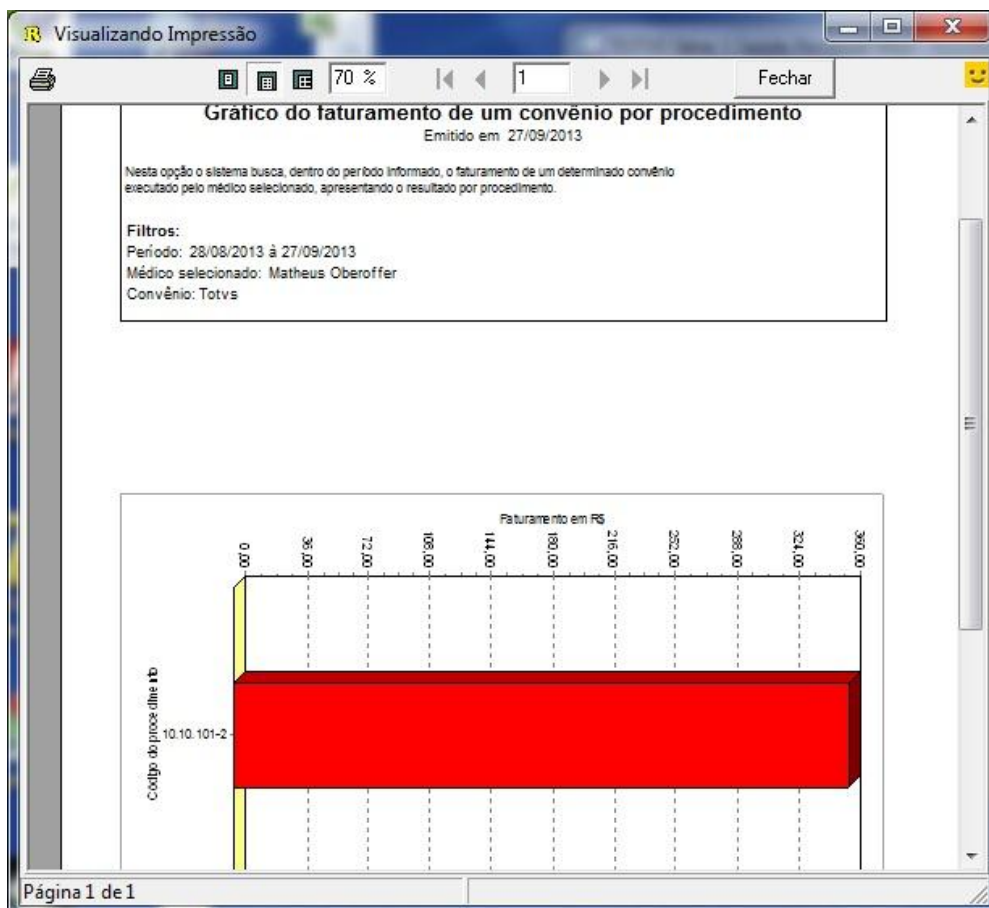 Visualizando Impressão
70 %
1
Fechar
Gráfico do faturamento de um convênio por procedimento
Emitido em 27/09/2013
Nesta opção o sistema busca, dentro do período informado, o faturamento de um determinado convênio
executado pelo médico selecionado, apresentando o resultado por procedimento.
Filtros:
Período: 28/08/2013 à 27/09/2013
Médico selecionado: Matheus Oberoffer
Convênio: Totvs
Faturamento em R$
0,00 36,00 72,00 108,00 144,00 180,00 216,00 252,00 288,00 324,00 360,00
Código do procedimento
10.10.101-2
Página 1 de 1